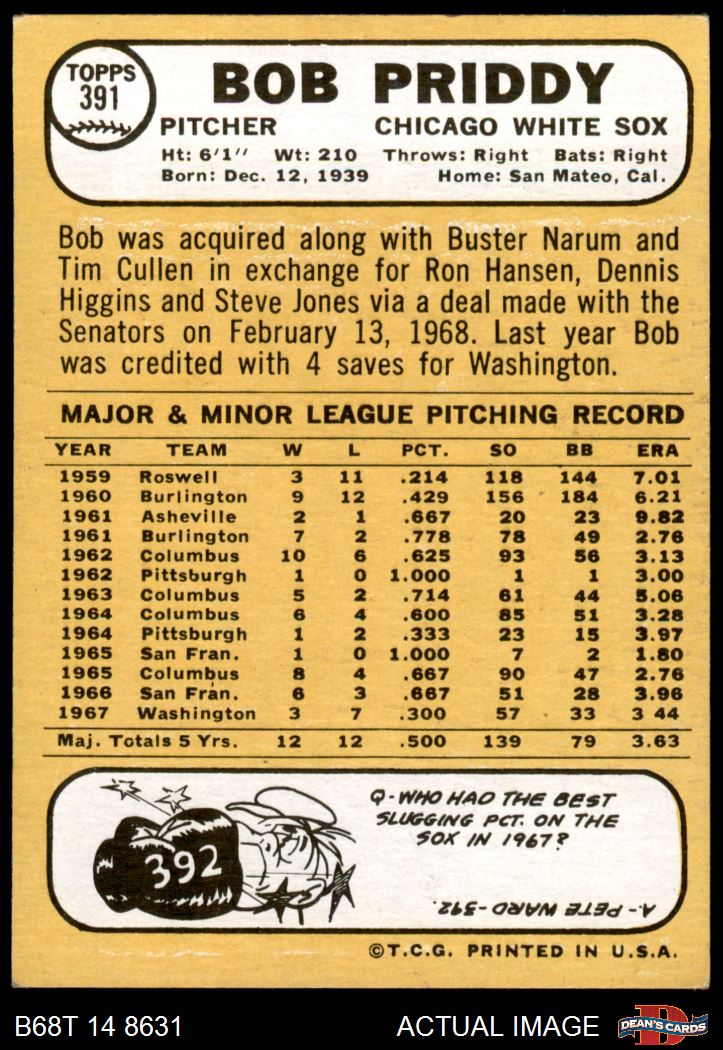 TOPPS
391
BOB PRIDDY
PITCHER CHICAGO WHITE SOX
Ht: 6'1" Wt: 210 Throws: Right Bats: Right
Born: Dec. 12, 1939 Home: San Mateo, Cal.
Bob was acquired along with Buster Narum and
Tim Cullen in exchange for Ron Hansen, Dennis
Higgins and Steve Jones via a deal made with the
Senators on February 13, 1968. Last year Bob
was credited with 4 saves for Washington.
MAJOR & MINOR LEAGUE PITCHING RECORD
YEAR TEAM W L PCT. SO BB ERA
1959 Roswell 3 11 .214 118 144 7.01
1960 Burlington 9 12 .429 156 184 6.21
1961 Asheville 2 1 .667 20 23 9.82
1961 Burlington 7 2 .778 78 49 2.76
1962 Columbus 10 6 .625 93 56 3.13
1962 Pittsburgh 1 0 1.000 1 1 3.00
1963 Columbus 5 2 .714 61 44 5.06
1964 Columbus 6 4 .600 85 51 3.28
1964 Pittsburgh 1 2 .333 23 15 3.97
1965 San Fran. 1 0 1.000 7 2 1.80
1965 Columbus 8 4 .667 90 47 2.76
1966 San Fran. 6 3 .667 51 28 3.96
1967 Washington 3 7 .300 57 33 3 44
Maj. Totals 5 Yrs. 12 12 .500 139 79 3.63
392
Q-WHO HAD THE BEST
SLUGGING PCT. ON THE
SOX IN 1967?
A-PETE WARD-392.
©T.C.G. PRINTED IN U.S.A.
B68T 14 8631 ACTUAL IMAGE
D
DEAN'S CARDS